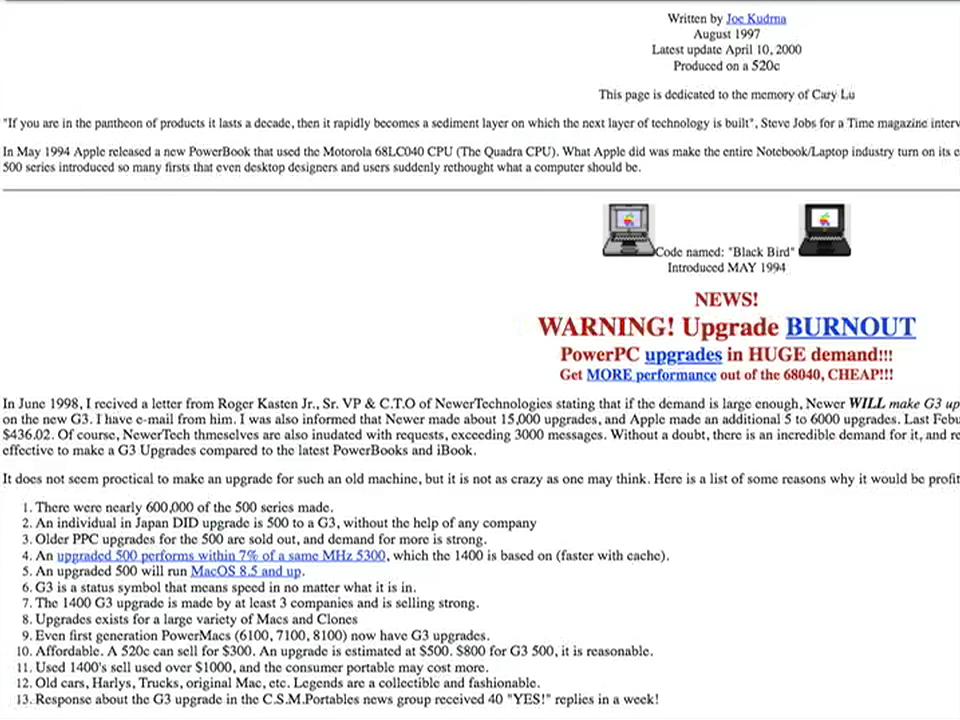 Written by Joe Kudrna
August 1997
Latest update April 10, 2000
Produced on a 520c
This page is dedicated to the memory of Cary Lu
"If you are in the pantheon of products it lasts a decade, then it rapidly becomes a sediment layer on which the next layer of technology is built", Steve Jobs for a Time magazine interv
In May 1994 Apple released a new PowerBook that used the Motorola 68LC040 CPU (The Quadra CPU). What Apple did was make the entire Notebook/Laptop industry turn on its e
500 series introduced so many firsts that even desktop designers and users suddenly rethought what a computer should be.
Code named: "Black Bird"
Introduced MAY 1994
NEWS!
WARNING! Upgrade BURNOUT
PowerPC upgrades in HUGE demand!!!
Get MORE performance out of the 68040, CHEAP!!!
In June 1998, I recived a letter from Roger Kasten Jr., Sr. VP & C.T.O of NewerTechnologies stating that if the demand is large enough, Newer WILL make G3 up
on the new G3. I have e-mail from him. I was also informed that Newer made about 15,000 upgrades, and Apple made an additional 5 to 6000 upgrades. Last Febu
$436.02. Of course, NewerTech thmeselves are also inudated with requests, exceeding 3000 messages. Without a doubt, there is an incredible demand for it, and re
effective to make a G3 Upgrades compared to the latest PowerBooks and iBook.
It does not seem proctical to make an upgrade for such an old machine, but it is not as crazy as one may think. Here is a list of some reasons why it would be profit
1. There were nearly 600,000 of the 500 series made.
2. An individual in Japan DID upgrade is 500 to a G3, without the help of any company
3. Older PPC upgrades for the 500 are sold out, and demand for more is strong.
4. An upgraded 500 performs within 7% of a same MHz 5300, which the 1400 is based on (faster with cache).
5. An upgraded 500 will run MacOS 8.5 and up.
6. G3 is a status symbol that means speed in no matter what it is in.
7. The 1400 G3 upgrade is made by at least 3 companies and is selling strong.
8. Upgrades exists for a large variety of Macs and Clones
9. Even first generation PowerMacs (6100, 7100, 8100) now have G3 upgrades.
10. Affordable. A 520c can sell for $300. An upgrade is estimated at $500. $800 for G3 500, it is reasonable.
11. Used 1400's sell used over $1000, and the consumer portable may cost more.
12. Old cars, Harlys, Trucks, original Mac, etc. Legends are a collectible and fashionable.
13. Response about the G3 upgrade in the C.S.M.Portables news group received 40 "YES!" replies in a week!